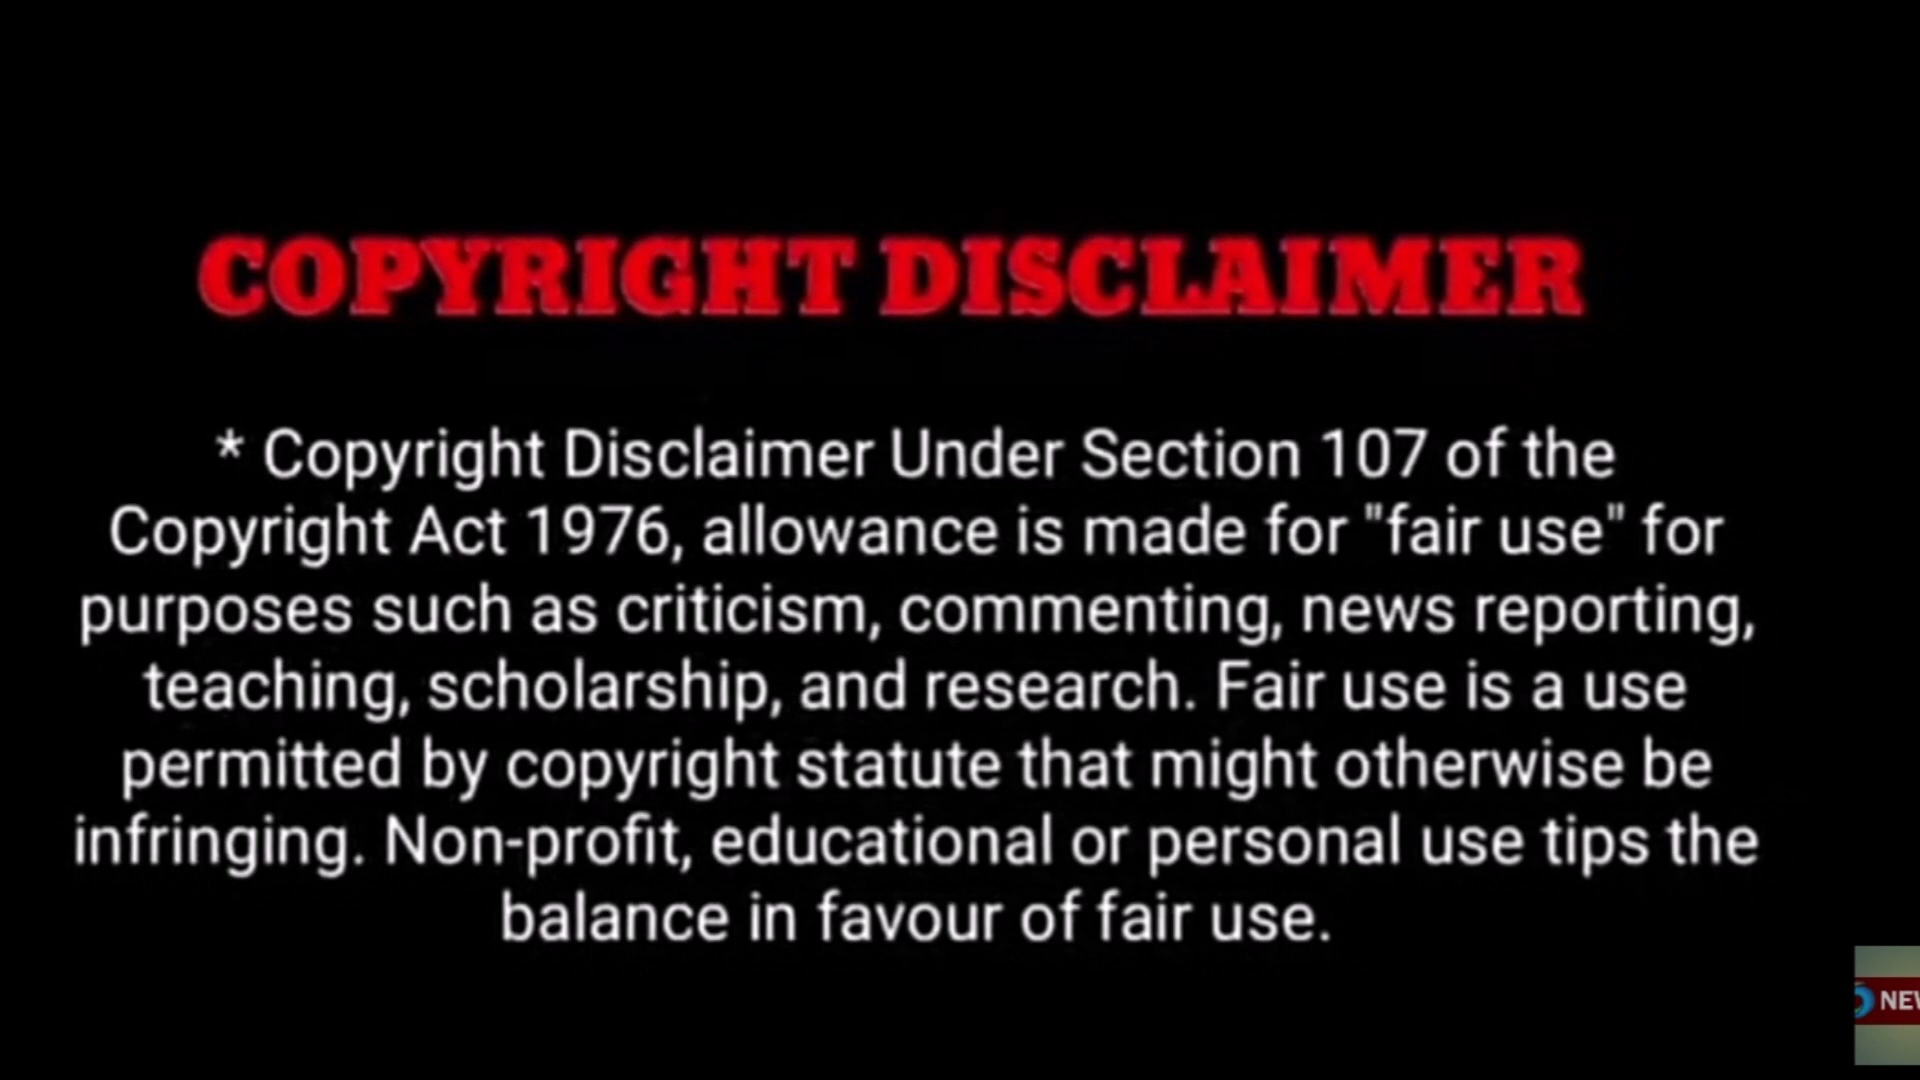 COPYRIGHT DISCLAIMER
* Copyright Disclaimer Under Section 107 of the
Copyright Act 1976, allowance is made for "fair use" for
purposes such as criticism, commenting, news reporting,
teaching, scholarship, and research. Fair use is a use
permitted by copyright statute that might otherwise be
infringing. Non-profit, educational or personal use tips the
balance in favour of fair use.